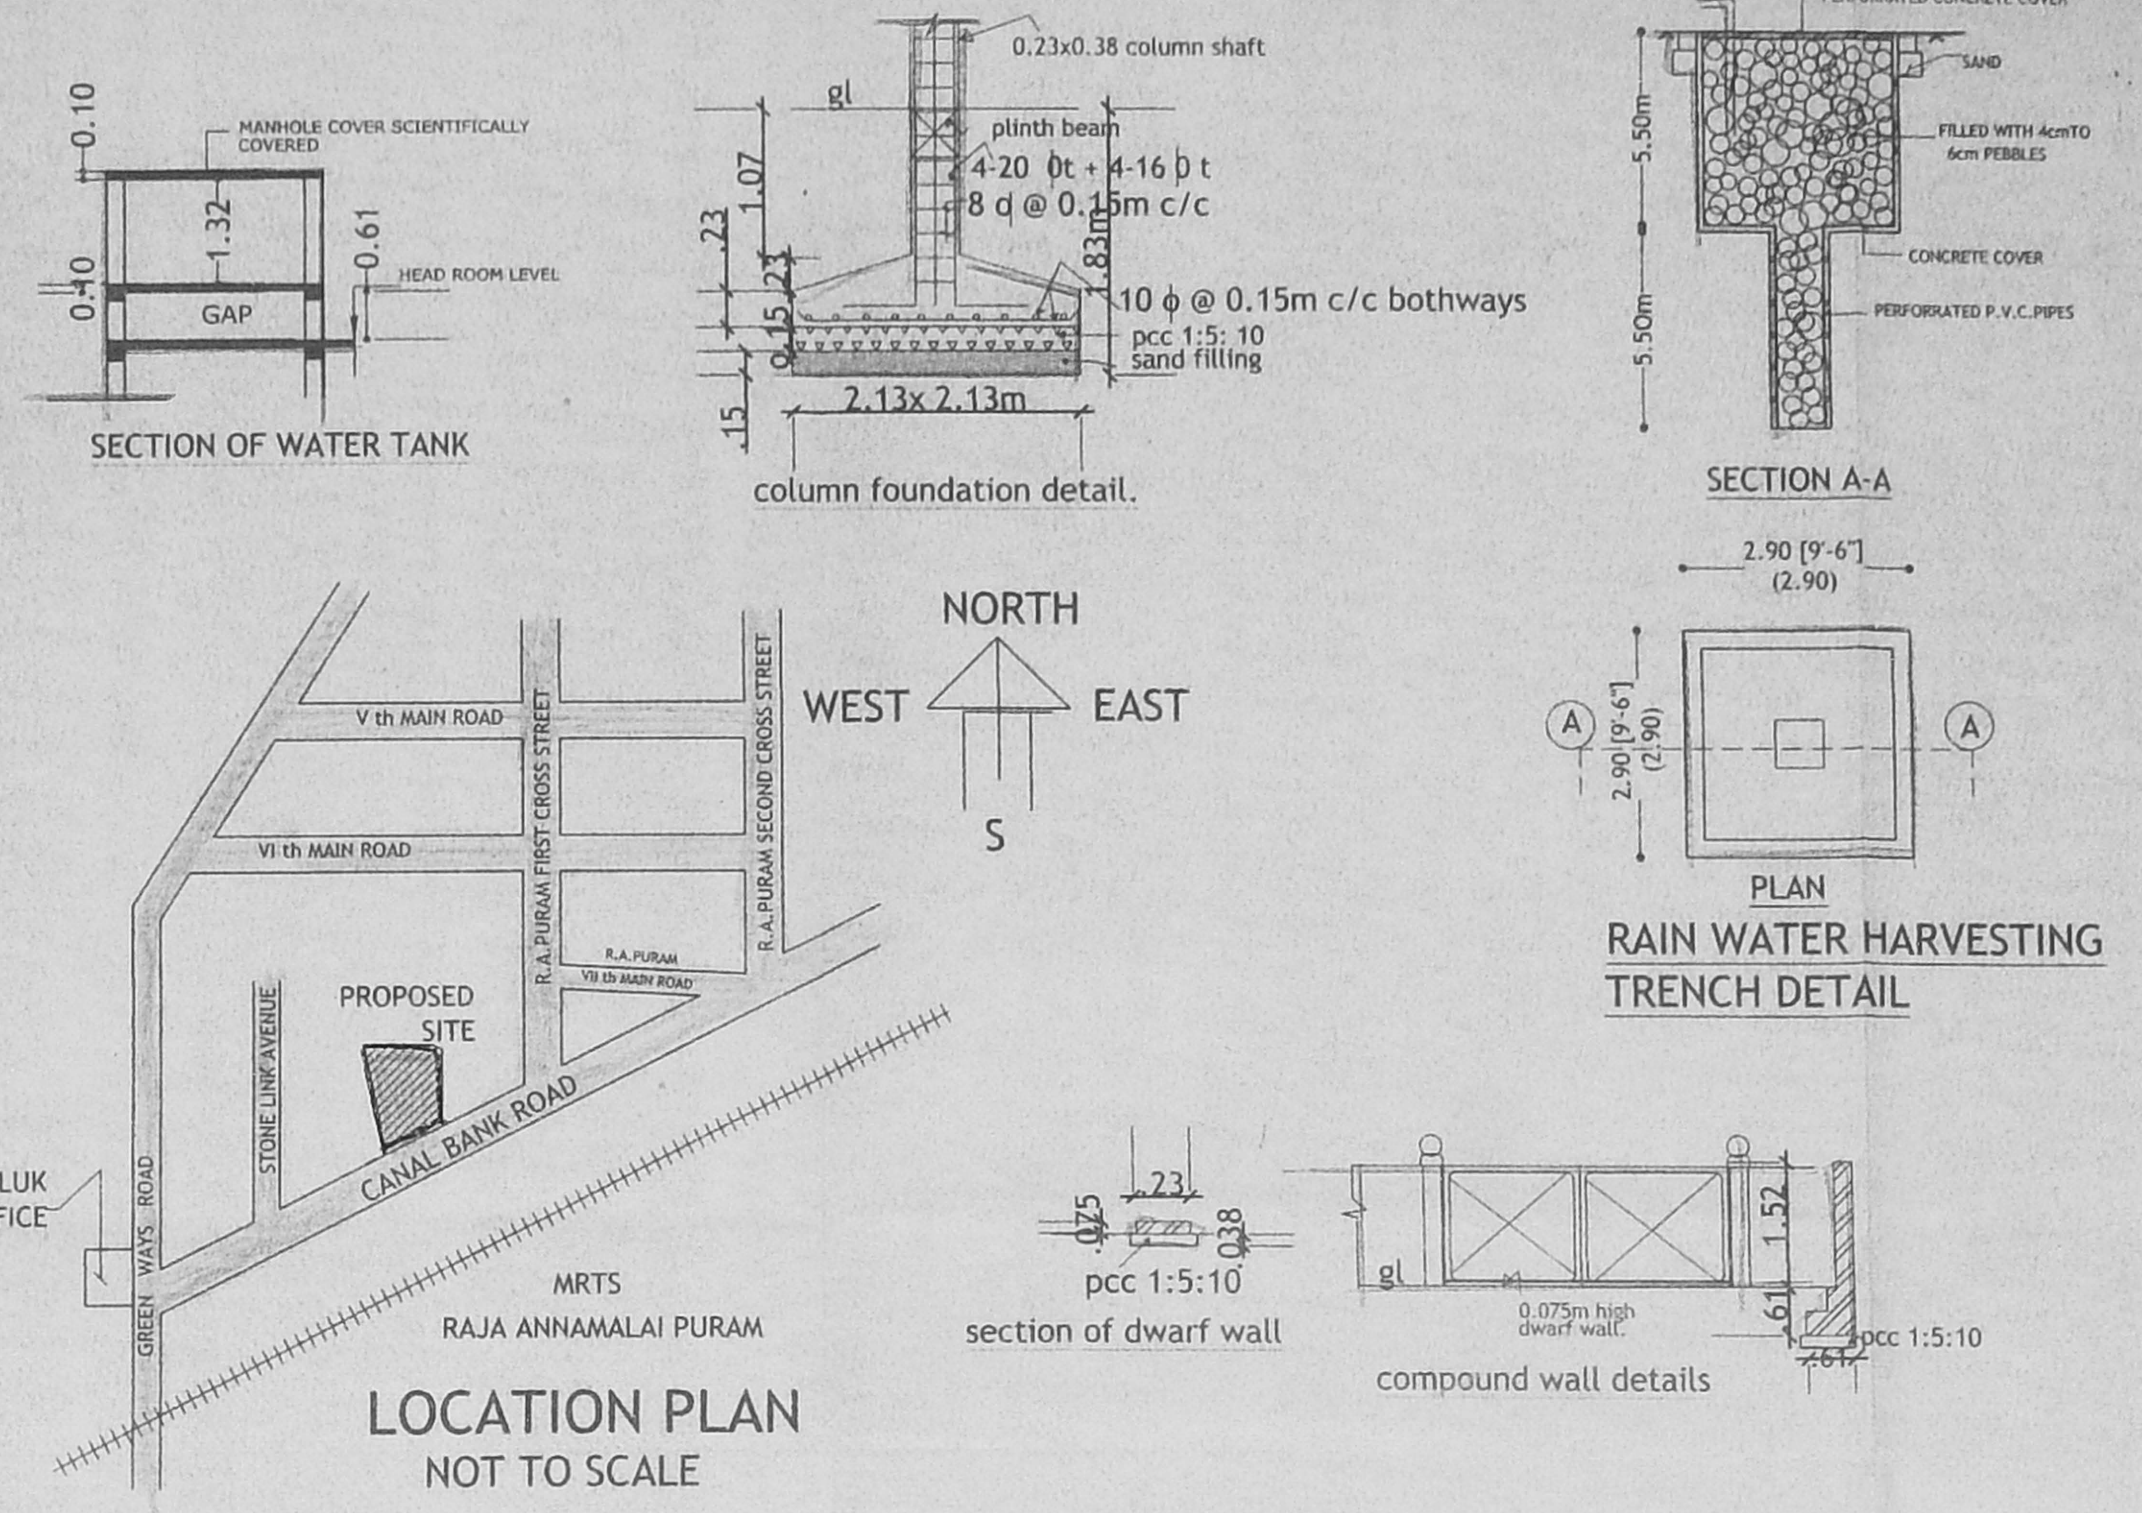 0.10
MANHOLE COVER SCIENTIFICALLY
COVERED
1.32
0.61
0.10
HEAD ROOM LEVEL
GAP
SECTION OF WATER TANK
0.23x0.38 column shaft
gl
plinth beam
4-20 ϕt + 4-16 ϕ t
8 ϕ @ 0.15m c/c
1.07
.23
.23
1.83m
10 ϕ @ 0.15m c/c bothways
0.15
pcc 1:5: 10
sand filling
.15
2.13x 2.13m
column foundation detail.
SAND
5.50m
FILLED WITH 4cmTO
6cm PEBBLES
CONCRETE COVER
5.50m
PERFORRATED P.V.C.PIPES
SECTION A-A
2.90 [9'-6"]
(2.90)
A
2.90 [9'-6"]
(2.90)
A
PLAN
RAIN WATER HARVESTING
TRENCH DETAIL
NORTH
WEST
EAST
S
V th MAIN ROAD
VI th MAIN ROAD
R.A.PURAM FIRST CROSS STREET
R.A.PURAM SECOND CROSS STREET
R.A.PURAM
VII th MAIN ROAD
PROPOSED
SITE
STONE LINK AVENUE
CANAL BANK ROAD
LUK
FICE
GREEN WAYS ROAD
MRTS
RAJA ANNAMALAI PURAM
LOCATION PLAN
NOT TO SCALE
.23
.075
.038
pcc 1:5:10
section of dwarf wall
1.52
gl
0.075m high
dwarf wall.
.61
pcc 1:5:10
.61
compound wall details